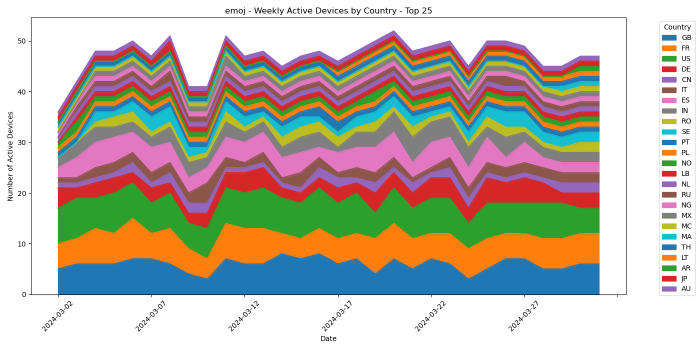 emoj - Weekly Active Devices by Country - Top 25
Number of Active Devices
50
40
30
20
10
0
2024-03-02
2024-03-07
2024-03-12
2024-03-17
2024-03-22
2024-03-27
Date
Country
GB
FR
US
DE
CN
IT
ES
IN
RO
SE
PT
PL
NO
LB
NL
RU
NG
MX
MC
MA
TH
LT
AR
JP
AU